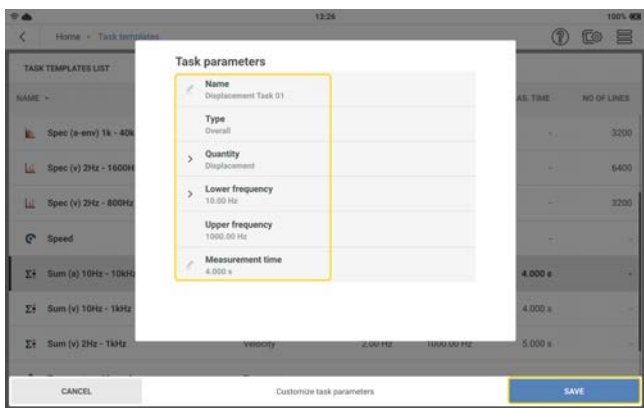 13:26
100%
Home
Task templates
TASK TEMPLATES LIST
NAME
AS. TIME
NO OF LINES
Task parameters
Name
Displacement Task 01
Type
Overall
Quantity
Displacement
Lower frequency
10.00 Hz
Upper frequency
1000.00 Hz
Measurement time
4.000 s
Spec (a-env) 1k - 40k
- 3200
Spec (v) 2Hz - 1600H
- 6400
Spec (v) 2Hz - 800Hz
- 3200
Speed
- -
Sum (a) 10Hz - 10kHz
4.000 s -
Sum (v) 10Hz - 1kHz
4.000 s -
Sum (v) 2Hz - 1kHz Velocity 2.00 Hz 1000.00 Hz 5.000 s -
CANCEL
Customize task parameters
SAVE